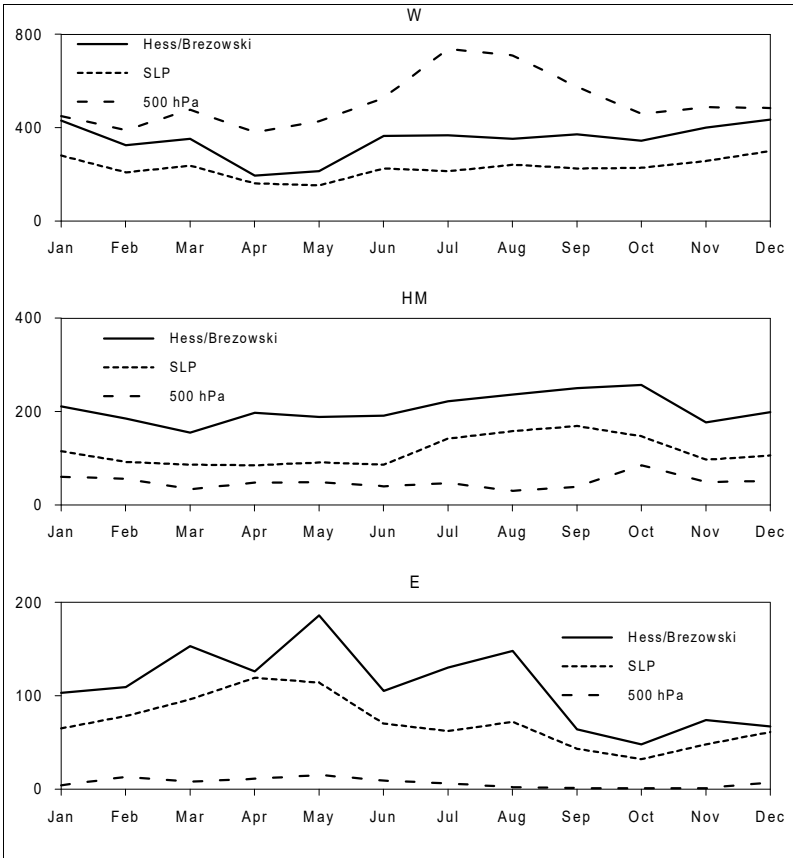 W
800
Hess/Brezowski
SLP
500 hPa
400
0
Jan Feb Mar Apr May Jun Jul Aug Sep Oct Nov Dec
HM
400
Hess/Brezowski
SLP
500 hPa
200
0
Jan Feb Mar Apr May Jun Jul Aug Sep Oct Nov Dec
E
200
Hess/Brezowski
SLP
500 hPa
100
0
Jan Feb Mar Apr May Jun Jul Aug Sep Oct Nov Dec